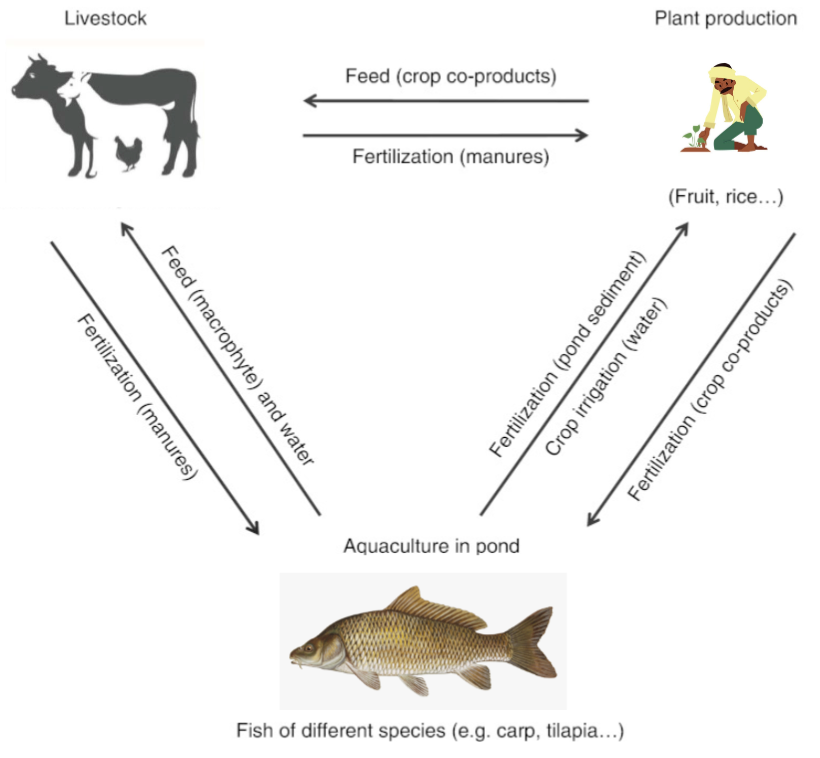 Livestock
Plant production
Feed (crop co-products)
Fertilization (manures)
(Fruit, rice…)
Fertilization (manures)
Feed (macrophyte) and water
Fertilization (pond sediment)
Crop irrigation (water)
Fertilization (crop co-products)
Aquaculture in pond
Fish of different species (e.g. carp, tilapia…)